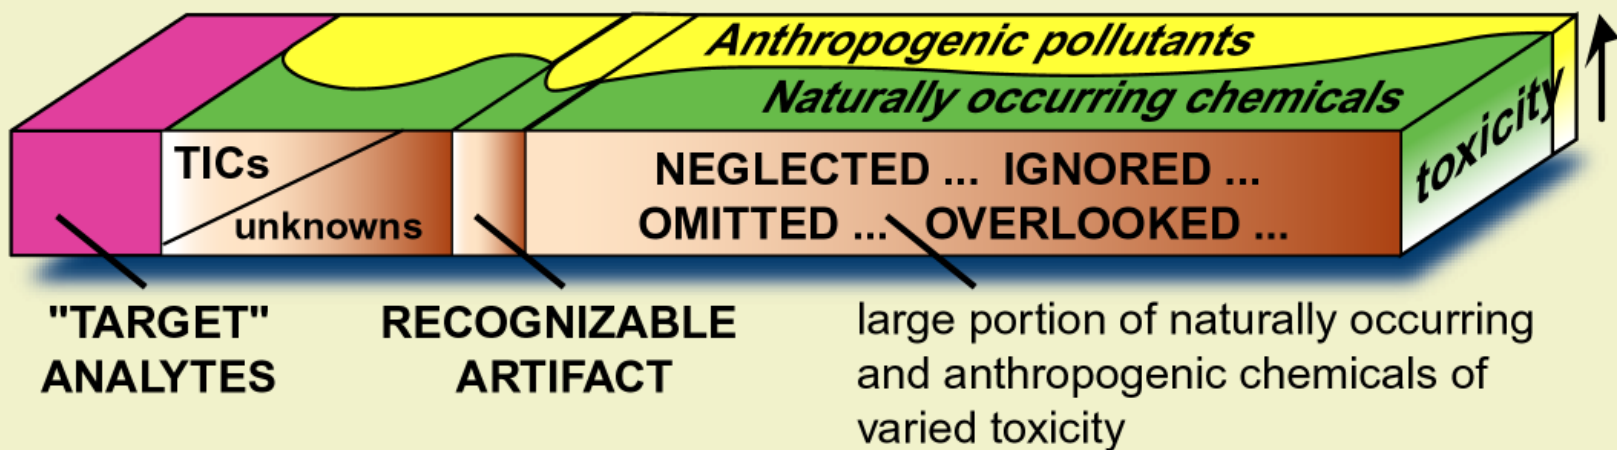 Anthropogenic pollutants
Naturally occurring chemicals
toxicity
TICs
unknowns
NEGLECTED ... IGNORED ...
OMITTED ... OVERLOOKED ...
"TARGET"
ANALYTES
RECOGNIZABLE
ARTIFACT
large portion of naturally occurring
and anthropogenic chemicals of
varied toxicity